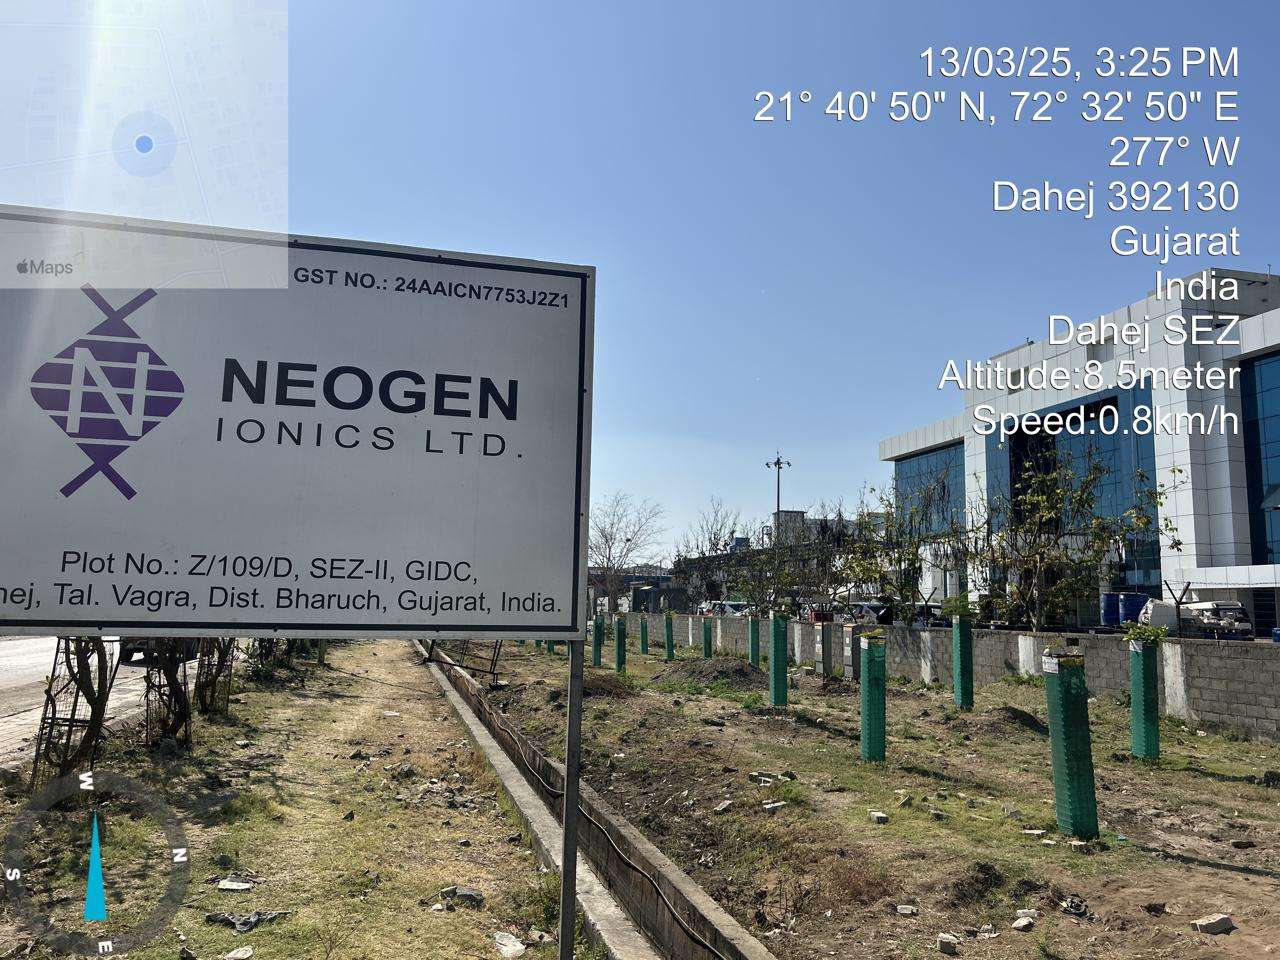 13/03/25, 3:25 PM
21° 40' 50" N, 72° 32' 50" E
277° W
Dahej 392130
Gujarat
India
Dahej SEZ
Altitude:8.5meter
Speed:0.8km/h
Maps
GST NO.: 24AAICN7753J2Z1
N
NEOGEN
IONICS LTD.
Plot No.: Z/109/D, SEZ-II, GIDC,
hej, Tal. Vagra, Dist. Bharuch, Gujarat, India.
W
N
S
E